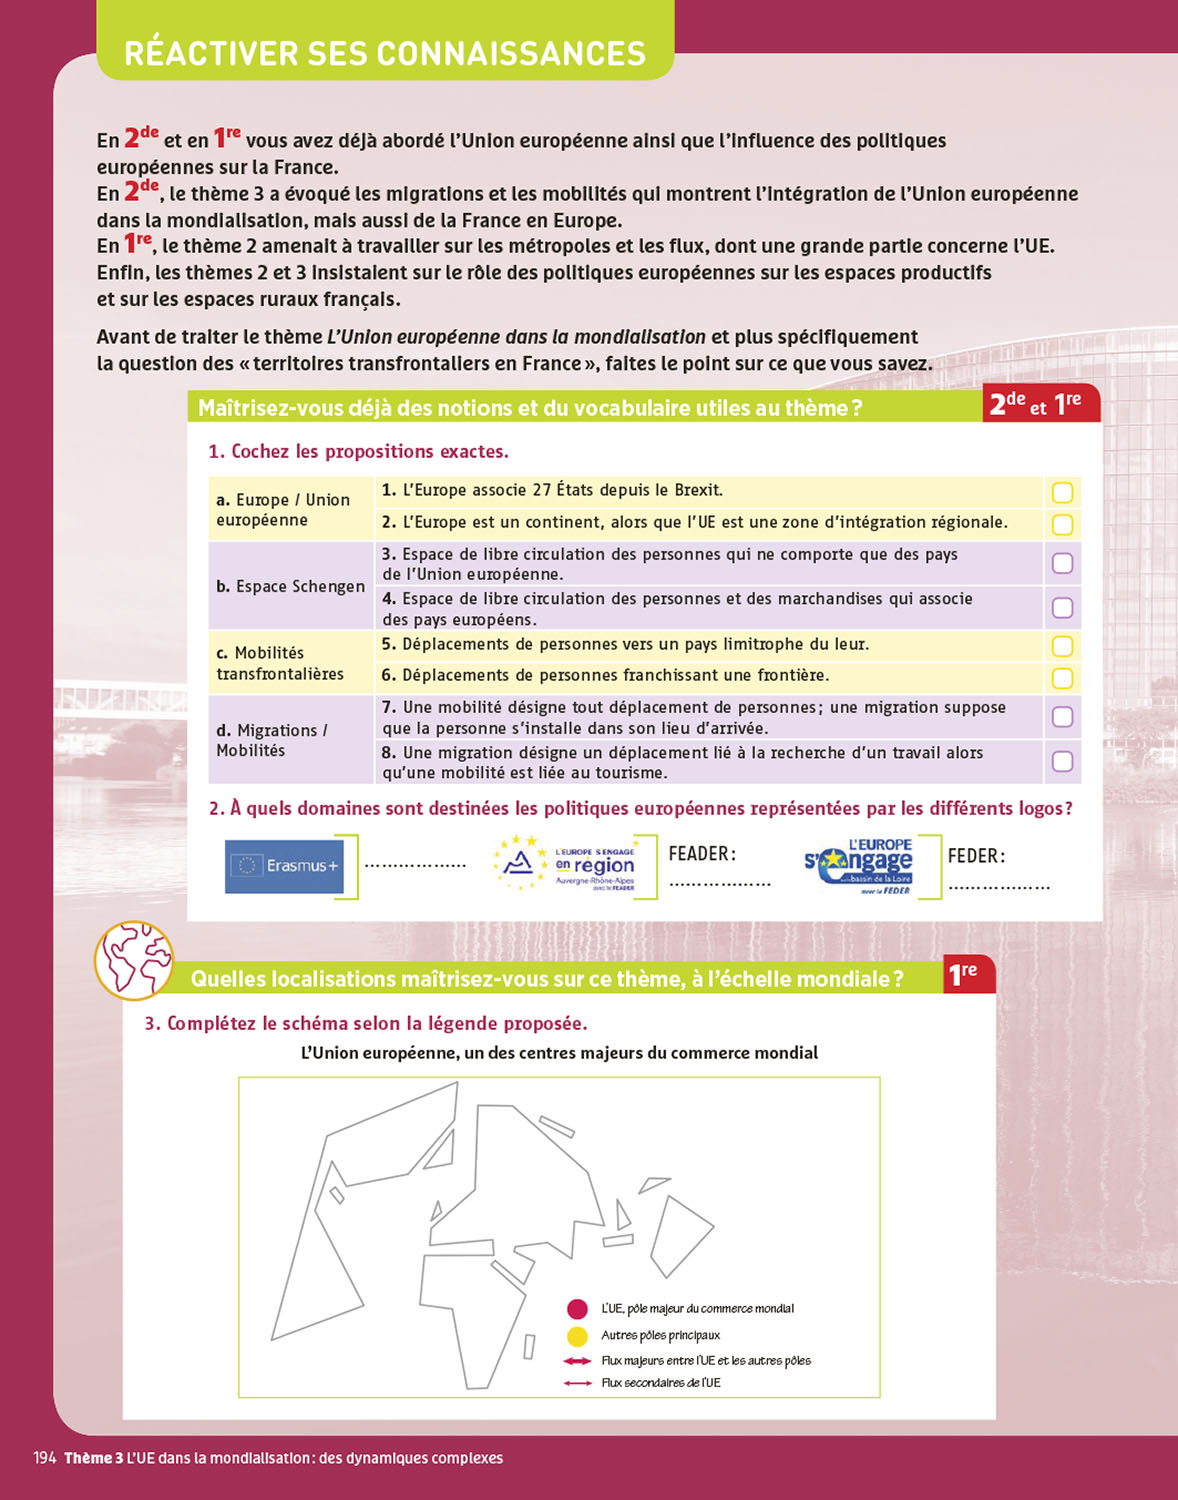 RÉACTIVER SES CONNAISSANCES
En 2de et en 1re vous avez déjà abordé l'Union européenne ainsi que l'influence des politiques
européennes sur la France.
En 2de, le thème 3 a évoqué les migrations et les mobilités qui montrent l'intégration de l'Union européenne
dans la mondialisation, mais aussi de la France en Europe.
En 1re, le thème 2 amenait à travailler sur les métropoles et les flux, dont une grande partie concerne l'UE.
Enfin, les thèmes 2 et 3 insistaient sur le rôle des politiques européennes sur les espaces productifs
et sur les espaces ruraux français.
Avant de traiter le thème L'Union européenne dans la mondialisation et plus spécifiquement
la question des « territoires transfrontaliers en France », faites le point sur ce que vous savez.
Maîtrisez-vous déjà des notions et du vocabulaire utiles au thème ?
2de et 1re
1. Cochez les propositions exactes.
a. Europe / Union
européenne
1. L'Europe associe 27 États depuis le Brexit.
2. L'Europe est un continent, alors que l'UE est une zone d'intégration régionale.
b. Espace Schengen
3. Espace de libre circulation des personnes qui ne comporte que des pays
de l'Union européenne.
4. Espace de libre circulation des personnes et des marchandises qui associe
des pays européens.
c. Mobilités
transfrontalières
5. Déplacements de personnes vers un pays limitrophe du leur.
6. Déplacements de personnes franchissant une frontière.
d. Migrations /
Mobilités
7. Une mobilité désigne tout déplacement de personnes ; une migration suppose
que la personne s'installe dans son lieu d'arrivée.
8. Une migration désigne un déplacement lié à la recherche d'un travail alors
qu'une mobilité est liée au tourisme.
2. À quels domaines sont destinées les politiques européennes représentées par les différents logos ?
Erasmus+
..................
L'EUROPE S'ENGAGE
en région
Auvergne-Rhône-Alpes
avec le FEADER
FEADER :
..................
L'EUROPE
s'engage
bassin de la Loire
avec le FEDER
FEDER :
..................
Quelles localisations maîtrisez-vous sur ce thème, à l'échelle mondiale ?
1re
3. Complétez le schéma selon la légende proposée.
L'Union européenne, un des centres majeurs du commerce mondial
L'UE, pôle majeur du commerce mondial
Autres pôles principaux
Flux majeurs entre l'UE et les autres pôles
Flux secondaires de l'UE
194 Thème 3 L'UE dans la mondialisation : des dynamiques complexes